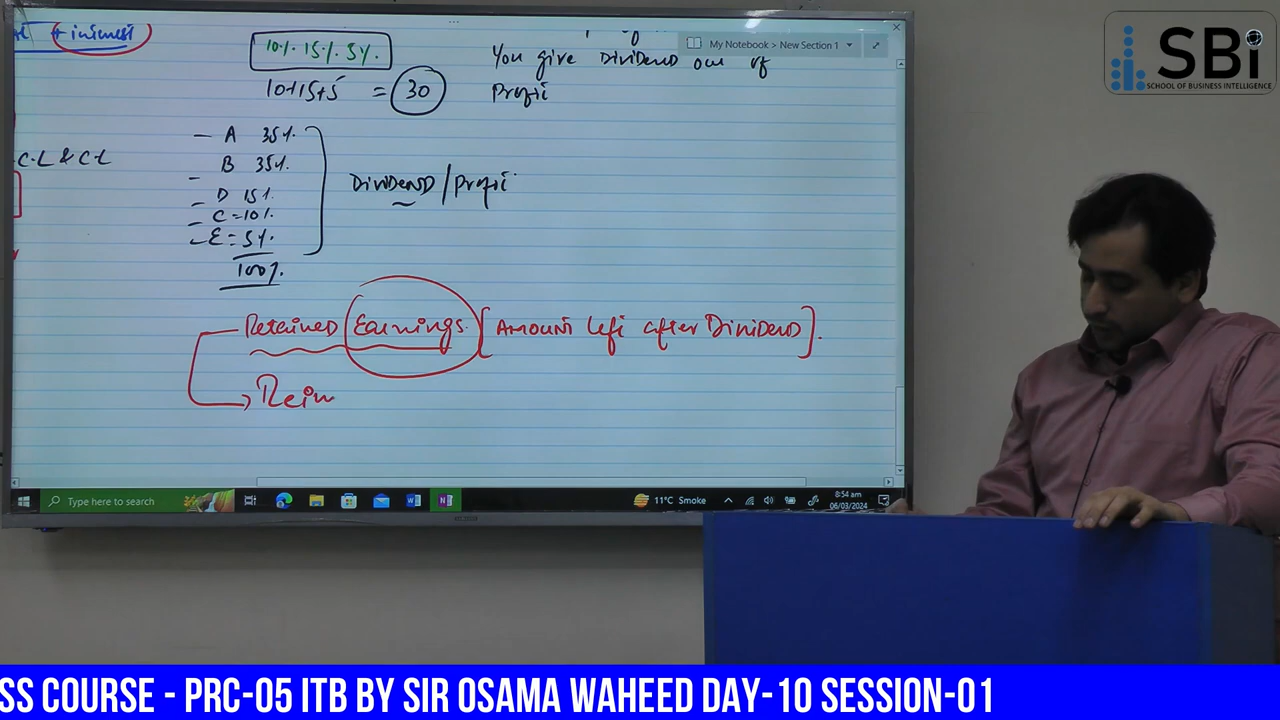 + interest
10% 15% 5%
10+15+5 = 30
You give Dividend out of
Profit
My Notebook > New Section 1
C.L & C.L
A 35%
B 35%
D 15%
C = 10%
E = 5%
100%
Dividend / Profit
Retained Earnings [Amount left after Dividend].
Rein
Type here to search
11°C Smoke
8:54 am
06/03/2024
SBi
SCHOOL OF BUSINESS INTELLIGENCE
SS COURSE - PRC-05 ITB BY SIR OSAMA WAHEED DAY-10 SESSION-01